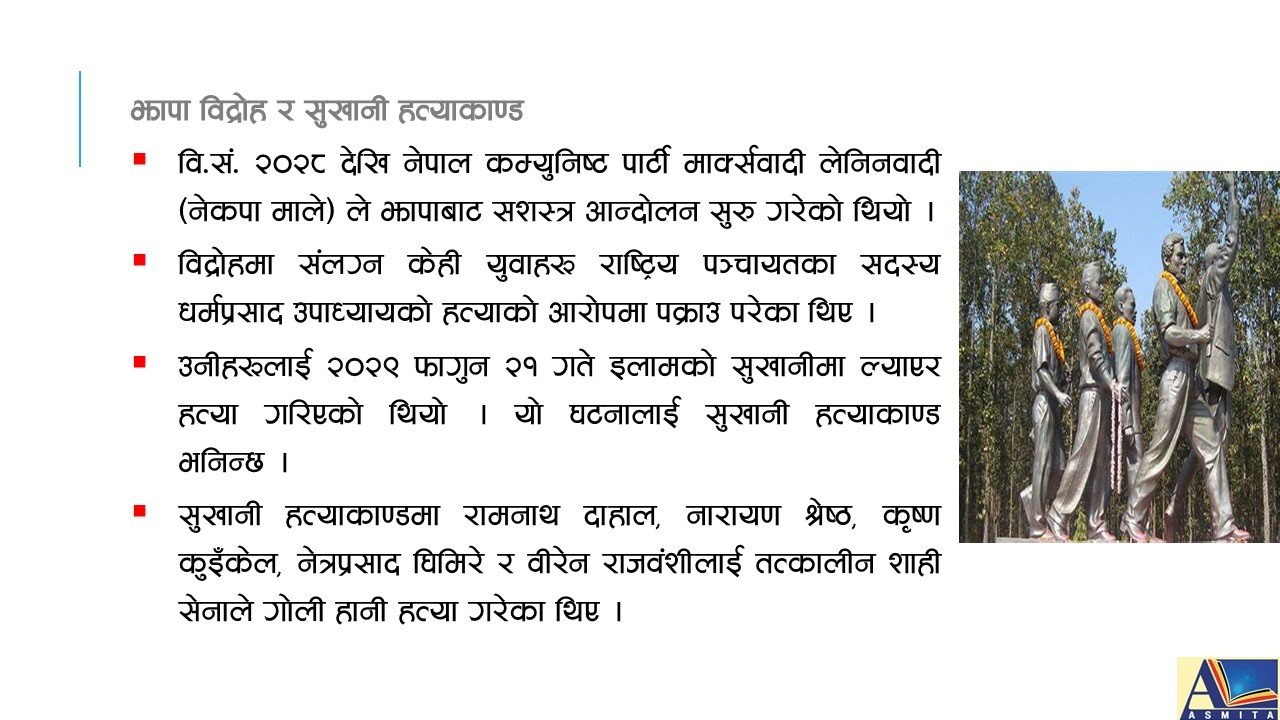 झापा विद्रोह र सुखानी हत्याकाण्ड
▪ वि.सं. २०२८ देखि नेपाल कम्युनिष्ट पार्टी मार्क्सवादी लेनिनवादी
(नेकपा माले) ले झापाबाट सशस्त्र आन्दोलन सुरु गरेको थियो ।
▪ विद्रोहमा संलग्न केही युवाहरू राष्ट्रिय पञ्चायतका सदस्य
धर्मप्रसाद उपाध्यायको हत्याको आरोपमा पक्राउ परेका थिए ।
▪ उनीहरूलाई २०२९ फागुन २१ गते इलामको सुखानीमा ल्याएर
हत्या गरिएको थियो । यो घटनालाई सुखानी हत्याकाण्ड
भनिन्छ ।
▪ सुखानी हत्याकाण्डमा रामनाथ दाहाल, नारायण श्रेष्ठ, कृष्ण
कुइँकेल, नेत्रप्रसाद घिमिरे र वीरेन राजवंशीलाई तत्कालीन शाही
सेनाले गोली हानी हत्या गरेका थिए ।
ASMITA